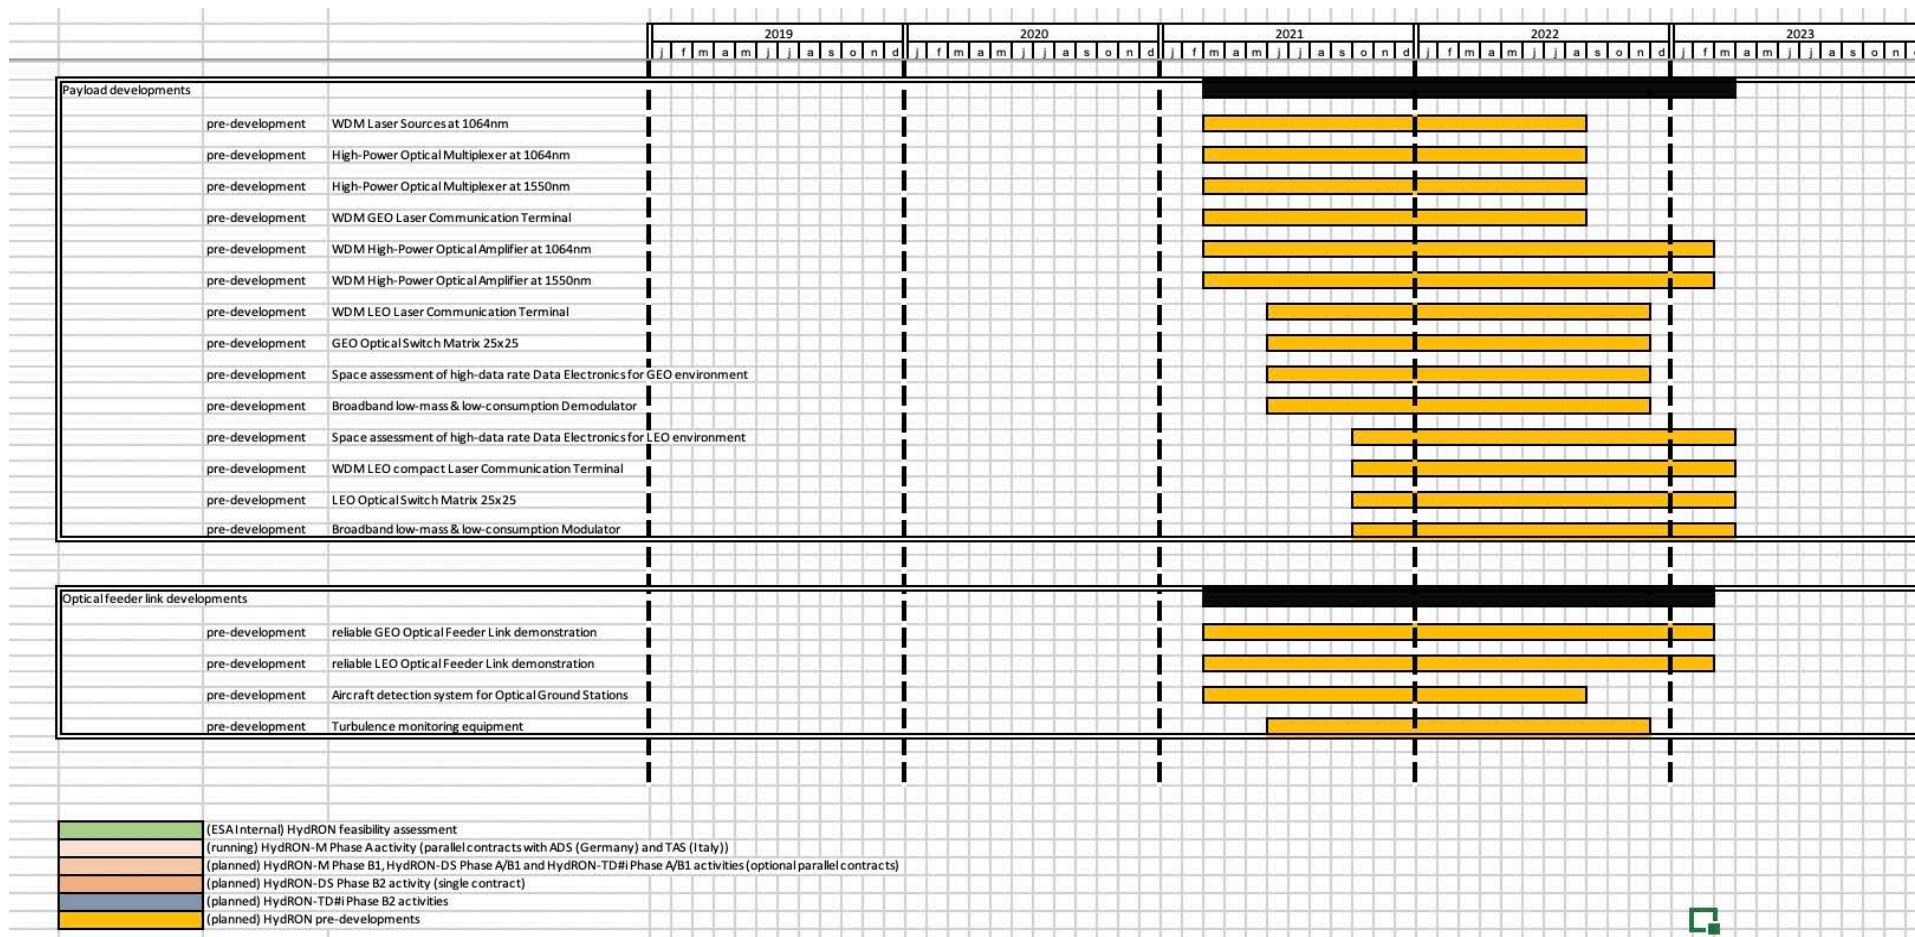 2019 2020 2021 2022 2023
j f m a m j j a s o n d j f m a m j j a s o n d j f m a m j j a s o n d j f m a m j j a s o n d j f m a m j j a s o n
Payload developments
pre-development WDM Laser Sources at 1064nm
pre-development High-Power Optical Multiplexer at 1064nm
pre-development High-Power Optical Multiplexer at 1550nm
pre-development WDM GEO Laser Communication Terminal
pre-development WDM High-Power Optical Amplifier at 1064nm
pre-development WDM High-Power Optical Amplifier at 1550nm
pre-development WDM LEO Laser Communication Terminal
pre-development GEO Optical Switch Matrix 25x25
pre-development Space assessment of high-data rate Data Electronics for GEO environment
pre-development Broadband low-mass & low-consumption Demodulator
pre-development Space assessment of high-data rate Data Electronics for LEO environment
pre-development WDM LEO compact Laser Communication Terminal
pre-development LEO Optical Switch Matrix 25x25
pre-development Broadband low-mass & low-consumption Modulator
Optical feeder link developments
pre-development reliable GEO Optical Feeder Link demonstration
pre-development reliable LEO Optical Feeder Link demonstration
pre-development Aircraft detection system for Optical Ground Stations
pre-development Turbulence monitoring equipment
(ESA Internal) HydRON feasibility assessment
(running) HydRON-M Phase A activity (parallel contracts with ADS (Germany) and TAS (Italy))
(planned) HydRON-M Phase B1, HydRON-DS Phase A/B1 and HydRON-TD#i Phase A/B1 activities (optional parallel contracts)
(planned) HydRON-DS Phase B2 activity (single contract)
(planned) HydRON-TD#i Phase B2 activities
(planned) HydRON pre-developments